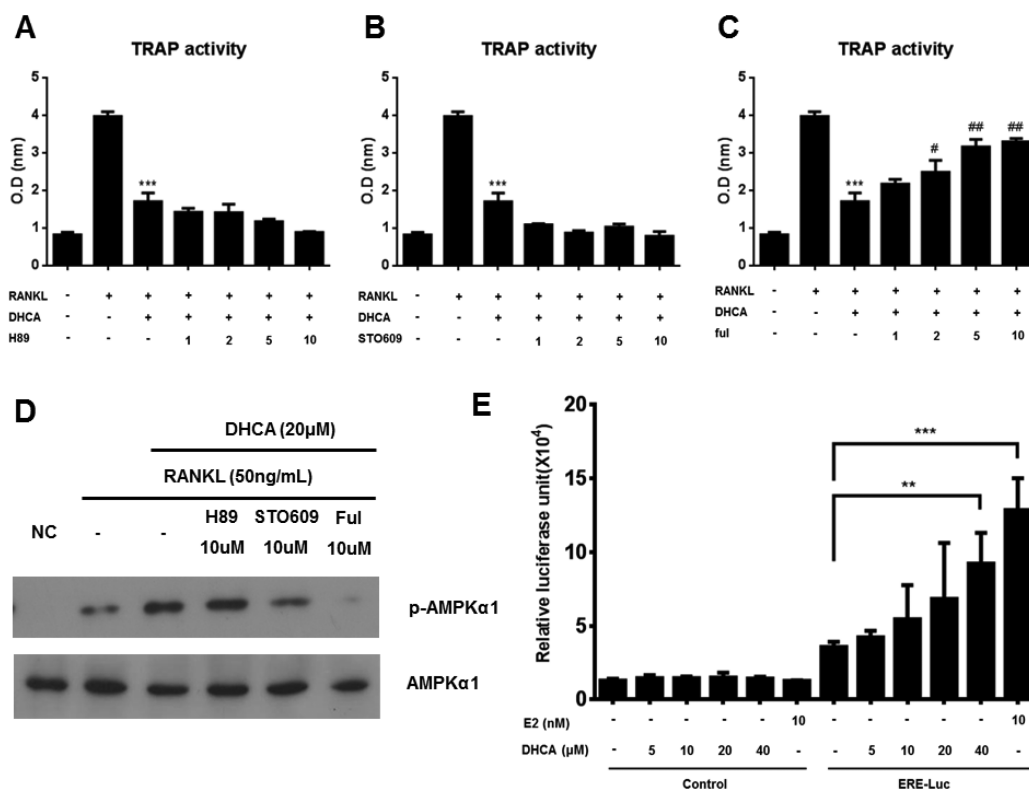 A
TRAP activity
O.D (nm)
5
4
3
2
1
0
***
RANKL - + + + + + +
DHCA - - + + + + +
H89 - - - 1 2 5 10
B
TRAP activity
O.D (nm)
5
4
3
2
1
0
***
RANKL - + + + + + +
DHCA - - + + + + +
STO609 - - - 1 2 5 10
C
TRAP activity
O.D (nm)
5
4
3
2
1
0
*** # ## ##
RANKL - + + + + + +
DHCA - - + + + + +
ful - - - 1 2 5 10
D
DHCA (20μM)
RANKL (50ng/mL)
NC - - H89 STO609 Ful
10uM 10uM 10uM
p-AMPKα1
AMPKα1
E
Relative luciferase unit(X10⁴)
20
15
10
5
0
***
**
E2 (nM) - - - - - 10 - - - - - 10
DHCA (μM) - 5 10 20 40 - - 5 10 20 40 -
Control ERE-Luc